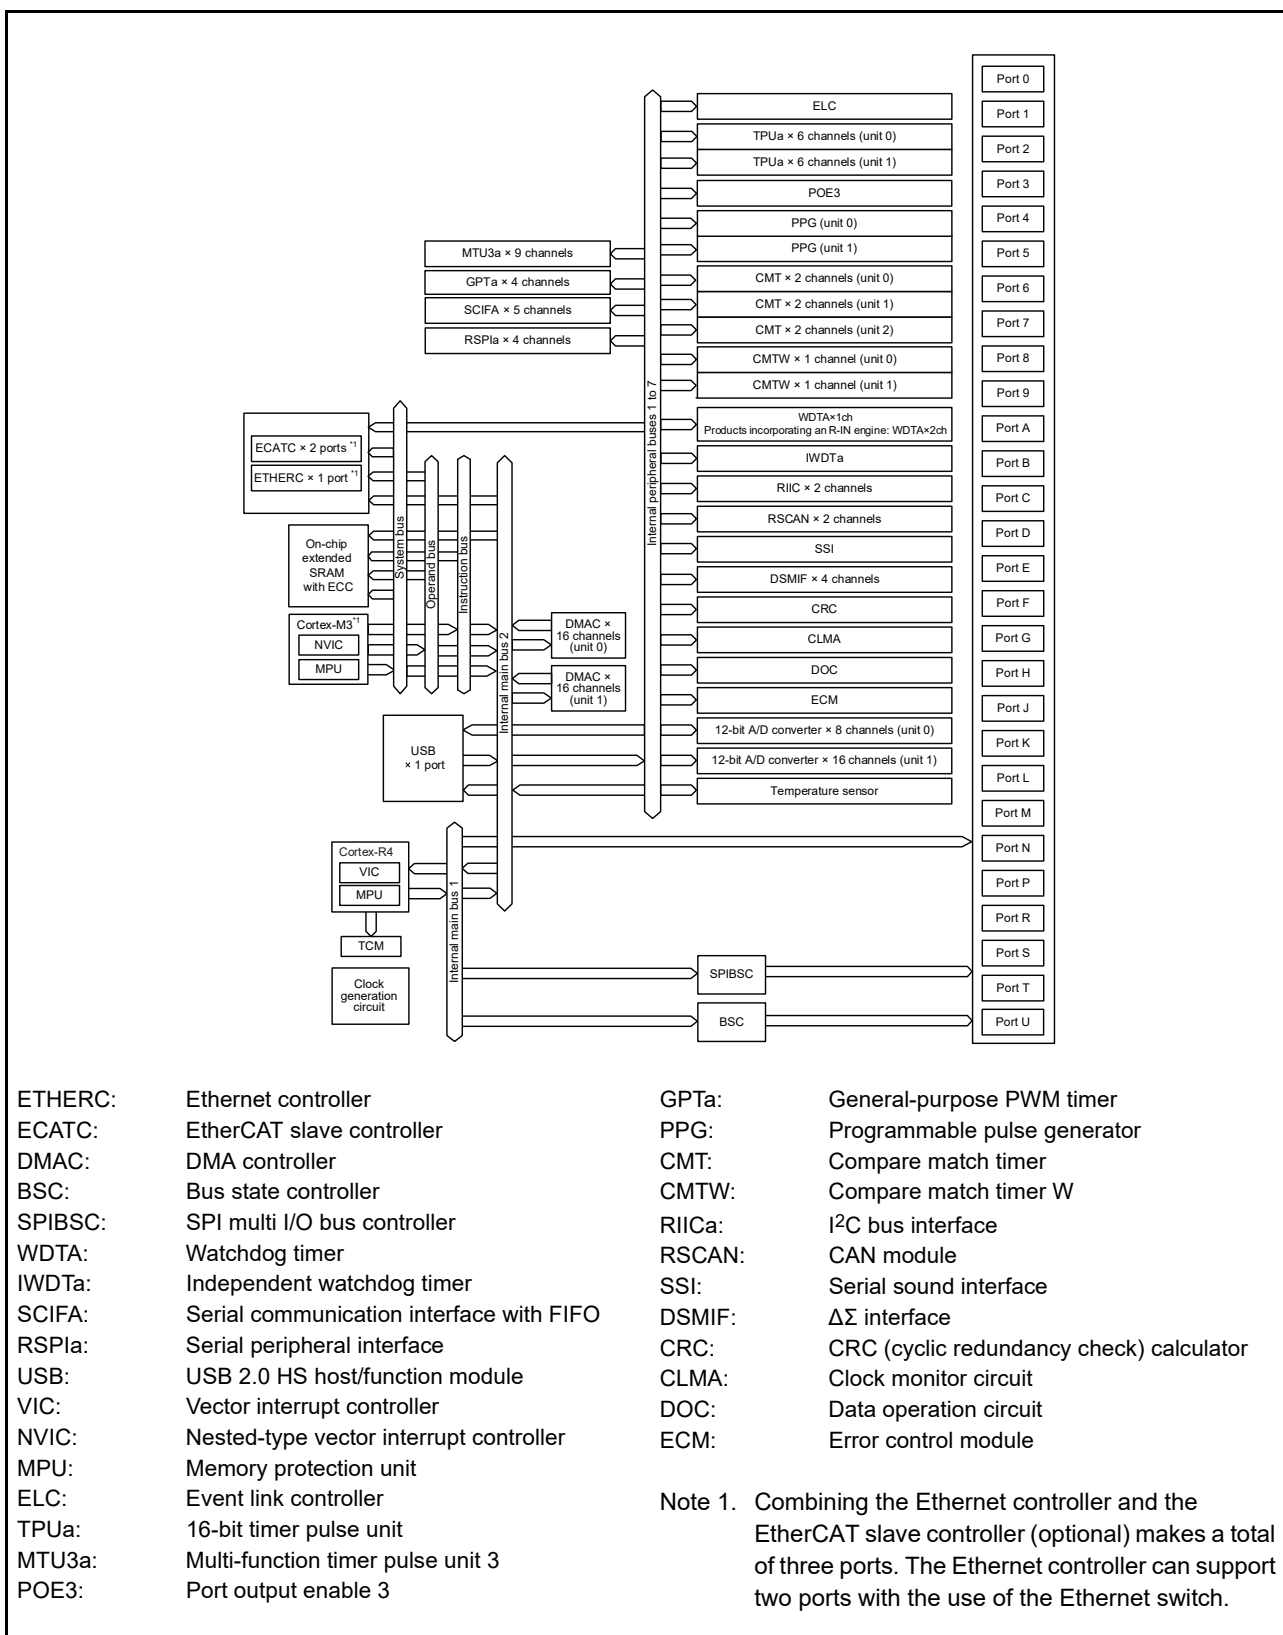 Port 0
Port 1
Port 2
Port 3
Port 4
Port 5
Port 6
Port 7
Port 8
Port 9
Port A
Port B
Port C
Port D
Port E
Port F
Port G
Port H
Port J
Port K
Port L
Port M
Port N
Port P
Port R
Port S
Port T
Port U
ELC
TPUa × 6 channels (unit 0)
TPUa × 6 channels (unit 1)
POE3
PPG (unit 0)
PPG (unit 1)
CMT × 2 channels (unit 0)
CMT × 2 channels (unit 1)
CMT × 2 channels (unit 2)
CMTW × 1 channel (unit 0)
CMTW × 1 channel (unit 1)
WDTA×1ch
Products incorporating an R-IN engine: WDTA×2ch
IWDTa
RIIC × 2 channels
RSCAN × 2 channels
SSI
DSMIF × 4 channels
CRC
CLMA
DOC
ECM
12-bit A/D converter × 8 channels (unit 0)
12-bit A/D converter × 16 channels (unit 1)
Temperature sensor
MTU3a × 9 channels
GPTa × 4 channels
SCIFA × 5 channels
RSPIa × 4 channels
Internal peripheral buses 1 to 7
ECATC × 2 ports *1
ETHERC × 1 port *1
On-chip
extended
SRAM
with ECC
Cortex-M3*1
NVIC
MPU
System bus
Operand bus
Instruction bus
Internal main bus 2
DMAC ×
16 channels
(unit 0)
DMAC ×
16 channels
(unit 1)
USB
× 1 port
Cortex-R4
VIC
MPU
TCM
Clock
generation
circuit
Internal main bus 1
SPIBSC
BSC
ETHERC: Ethernet controller
ECATC: EtherCAT slave controller
DMAC: DMA controller
BSC: Bus state controller
SPIBSC: SPI multi I/O bus controller
WDTA: Watchdog timer
IWDTa: Independent watchdog timer
SCIFA: Serial communication interface with FIFO
RSPIa: Serial peripheral interface
USB: USB 2.0 HS host/function module
VIC: Vector interrupt controller
NVIC: Nested-type vector interrupt controller
MPU: Memory protection unit
ELC: Event link controller
TPUa: 16-bit timer pulse unit
MTU3a: Multi-function timer pulse unit 3
POE3: Port output enable 3
GPTa: General-purpose PWM timer
PPG: Programmable pulse generator
CMT: Compare match timer
CMTW: Compare match timer W
RIICa: I2C bus interface
RSCAN: CAN module
SSI: Serial sound interface
DSMIF: ΔΣ interface
CRC: CRC (cyclic redundancy check) calculator
CLMA: Clock monitor circuit
DOC: Data operation circuit
ECM: Error control module
Note 1. Combining the Ethernet controller and the
EtherCAT slave controller (optional) makes a total
of three ports. The Ethernet controller can support
two ports with the use of the Ethernet switch.